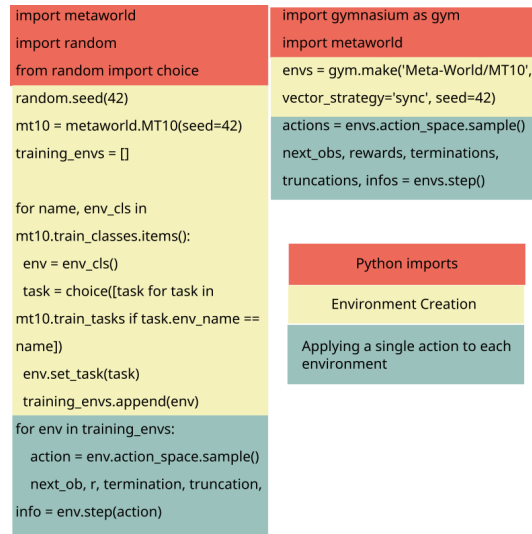 import metaworld
import random
from random import choice
random.seed(42)
mt10 = metaworld.MT10(seed=42)
training_envs = []
for name, env_cls in
mt10.train_classes.items():
env = env_cls()
task = choice([task for task in
mt10.train_tasks if task.env_name ==
name])
env.set_task(task)
training_envs.append(env)
for env in training_envs:
action = env.action_space.sample()
next_ob, r, termination, truncation,
info = env.step(action)
import gymnasium as gym
import metaworld
envs = gym.make('Meta-World/MT10',
vector_strategy='sync', seed=42)
actions = envs.action_space.sample()
next_obs, rewards, terminations,
truncations, infos = envs.step()
Python imports
Environment Creation
Applying a single action to each
environment